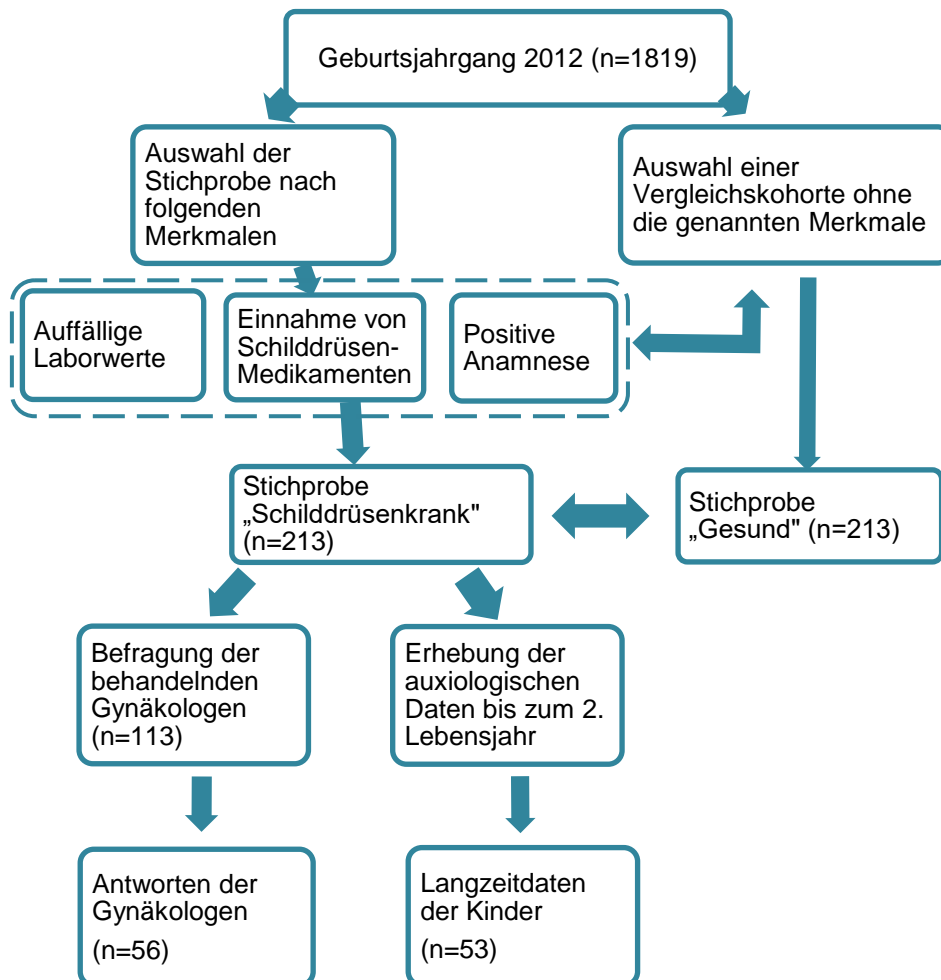 Geburtsjahrgang 2012 (n=1819)
Auswahl der
Stichprobe nach
folgenden
Merkmalen
Auswahl einer
Vergleichskohorte ohne
die genannten Merkmale
Auffällige
Laborwerte
Einnahme von
Schilddrüsen-
Medikamenten
Positive
Anamnese
Stichprobe
„Schilddrüsenkrank"
(n=213)
Stichprobe
„Gesund" (n=213)
Befragung der
behandelnden
Gynäkologen
(n=113)
Erhebung der
auxiologischen
Daten bis zum 2.
Lebensjahr
Antworten der
Gynäkologen
(n=56)
Langzeitdaten
der Kinder
(n=53)